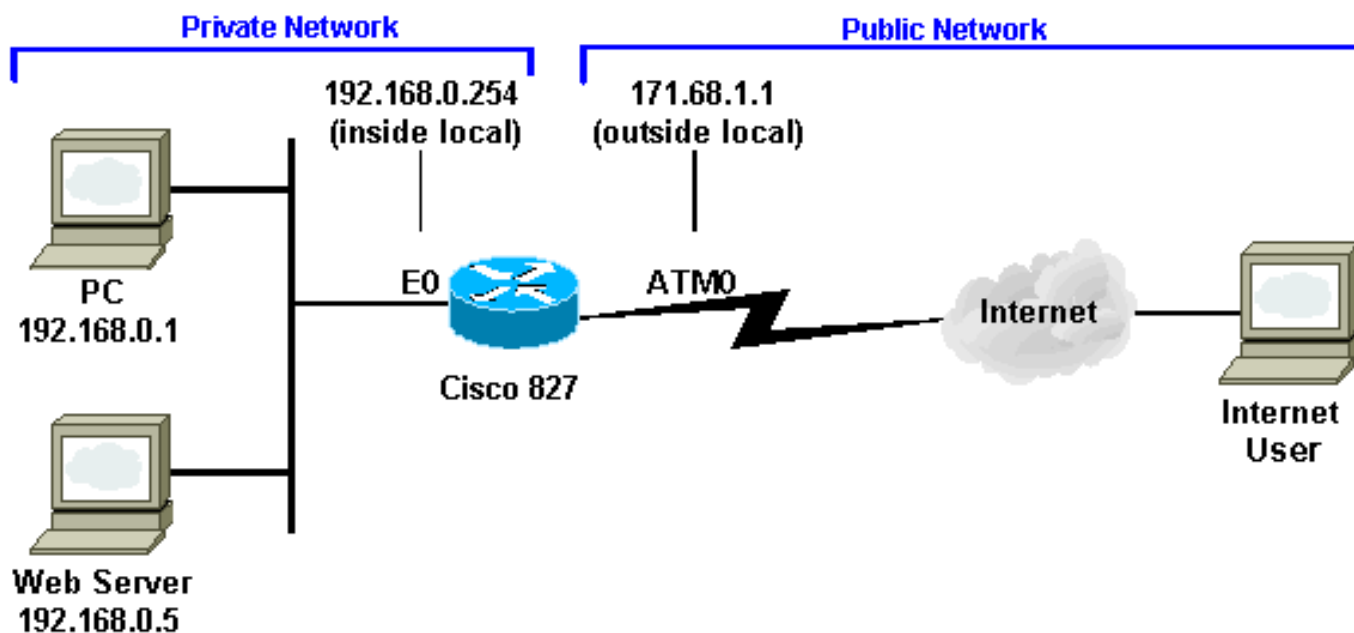 Private Network
Public Network
192.168.0.254
(inside local)
171.68.1.1
(outside local)
PC
192.168.0.1
E0
ATM0
Internet
Cisco 827
Internet
User
Web Server
192.168.0.5